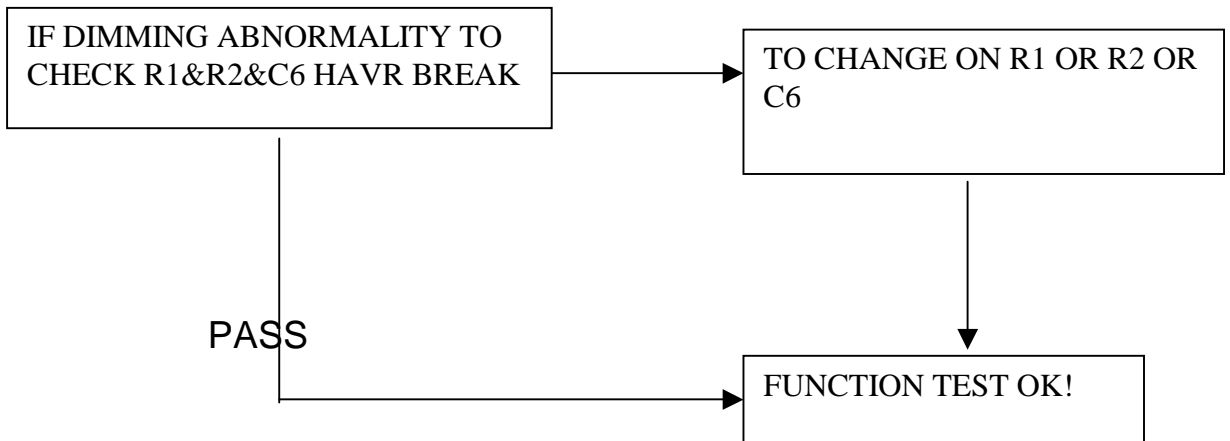 IF DIMMING ABNORMALITY TO
CHECK R1&R2&C6 HAVR BREAK
TO CHANGE ON R1 OR R2 OR
C6
PASS
FUNCTION TEST OK!